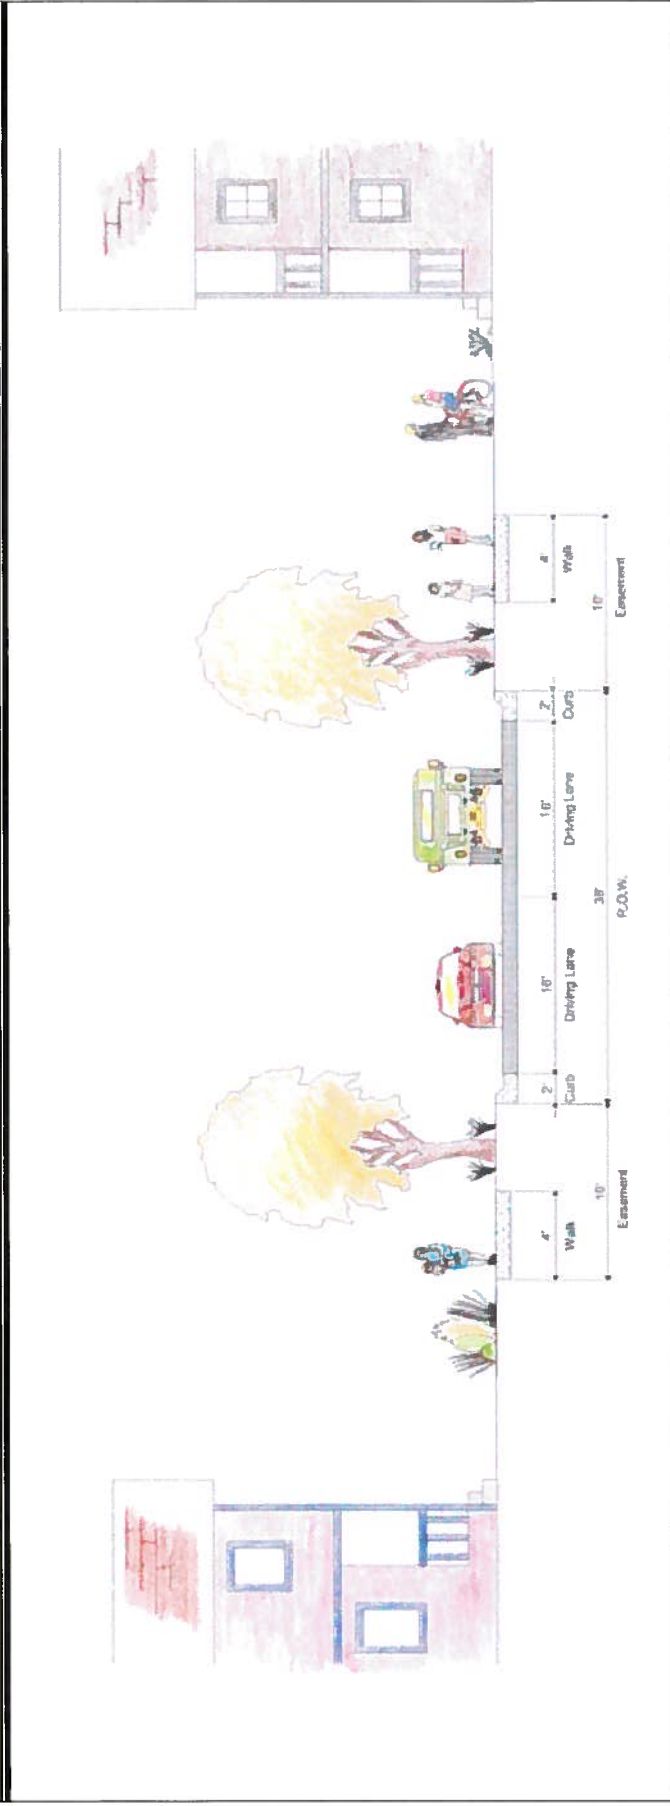 4' 2' 16' 16' 2' 4'
Walk Curb Driving Lane Driving Lane Curb Walk
10' 36' 10'
Easement R.O.W. Easement